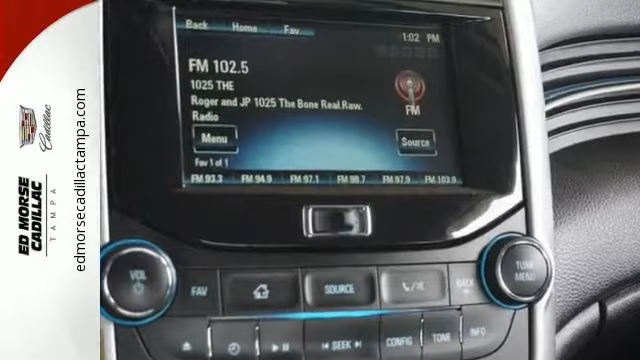 Back Home Fav
1:02 PM
FM 102.5
1025 THE
Roger and JP 1025 The Bone Real.Raw.
Radio
FM
Menu
Source
Fav 1 of 1
FM 93.3 FM 94.9 FM 97.1 FM 98.7 FM 97.9 FM 103.9
VOL
FAV
SOURCE
BACK
TUNE
MENU
SEEK
CONFIG
TONE
INFO
Cadillac
ED MORSE
CADILLAC
TAMPA
edmorsecadillactampa.com